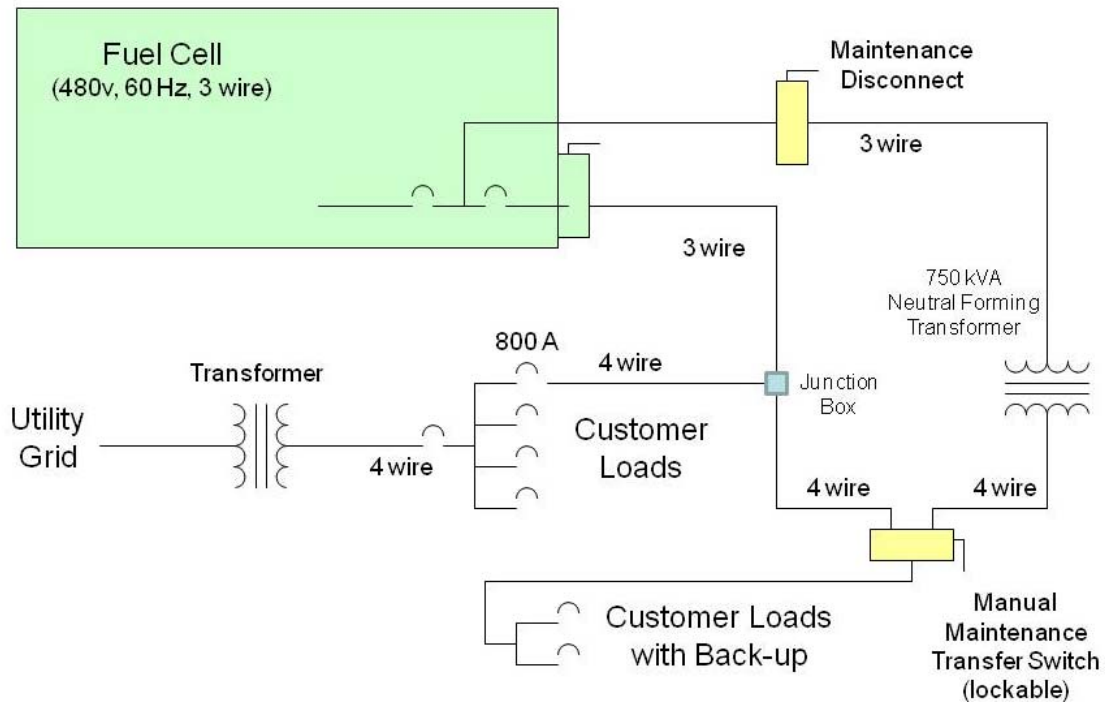 Fuel Cell
(480v, 60 Hz, 3 wire)
Maintenance
Disconnect
3 wire
3 wire
750 kVA
Neutral Forming
Transformer
800 A
4 wire
Transformer
Junction
Box
Utility
Grid
4 wire
Customer
Loads
4 wire
4 wire
Customer Loads
with Back-up
Manual
Maintenance
Transfer Switch
(lockable)